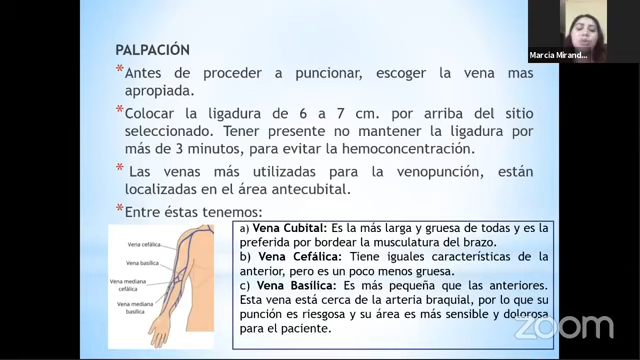 PALPACIÓN
* Antes de proceder a puncionar, escoger la vena mas
apropiada.
* Colocar la ligadura de 6 a 7 cm. por arriba del sitio
seleccionado. Tener presente no mantener la ligadura por
más de 3 minutos, para evitar la hemoconcentración.
* Las venas más utilizadas para la venopunción, están
localizadas en el área antecubital.
* Entre éstas tenemos:
Vena cefálica
Vena basílica
Vena mediana
cefálica
Vena mediana
basílica
a) Vena Cubital: Es la más larga y gruesa de todas y es la
preferida por bordear la musculatura del brazo.
b) Vena Cefálica: Tiene iguales características de la
anterior, pero es un poco menos gruesa.
c) Vena Basílica: Es más pequeña que las anteriores.
Esta vena está cerca de la arteria braquial, por lo que su
punción es riesgosa y su área es más sensible y dolorosa
para el paciente.
Marcia Mirand...
zoom